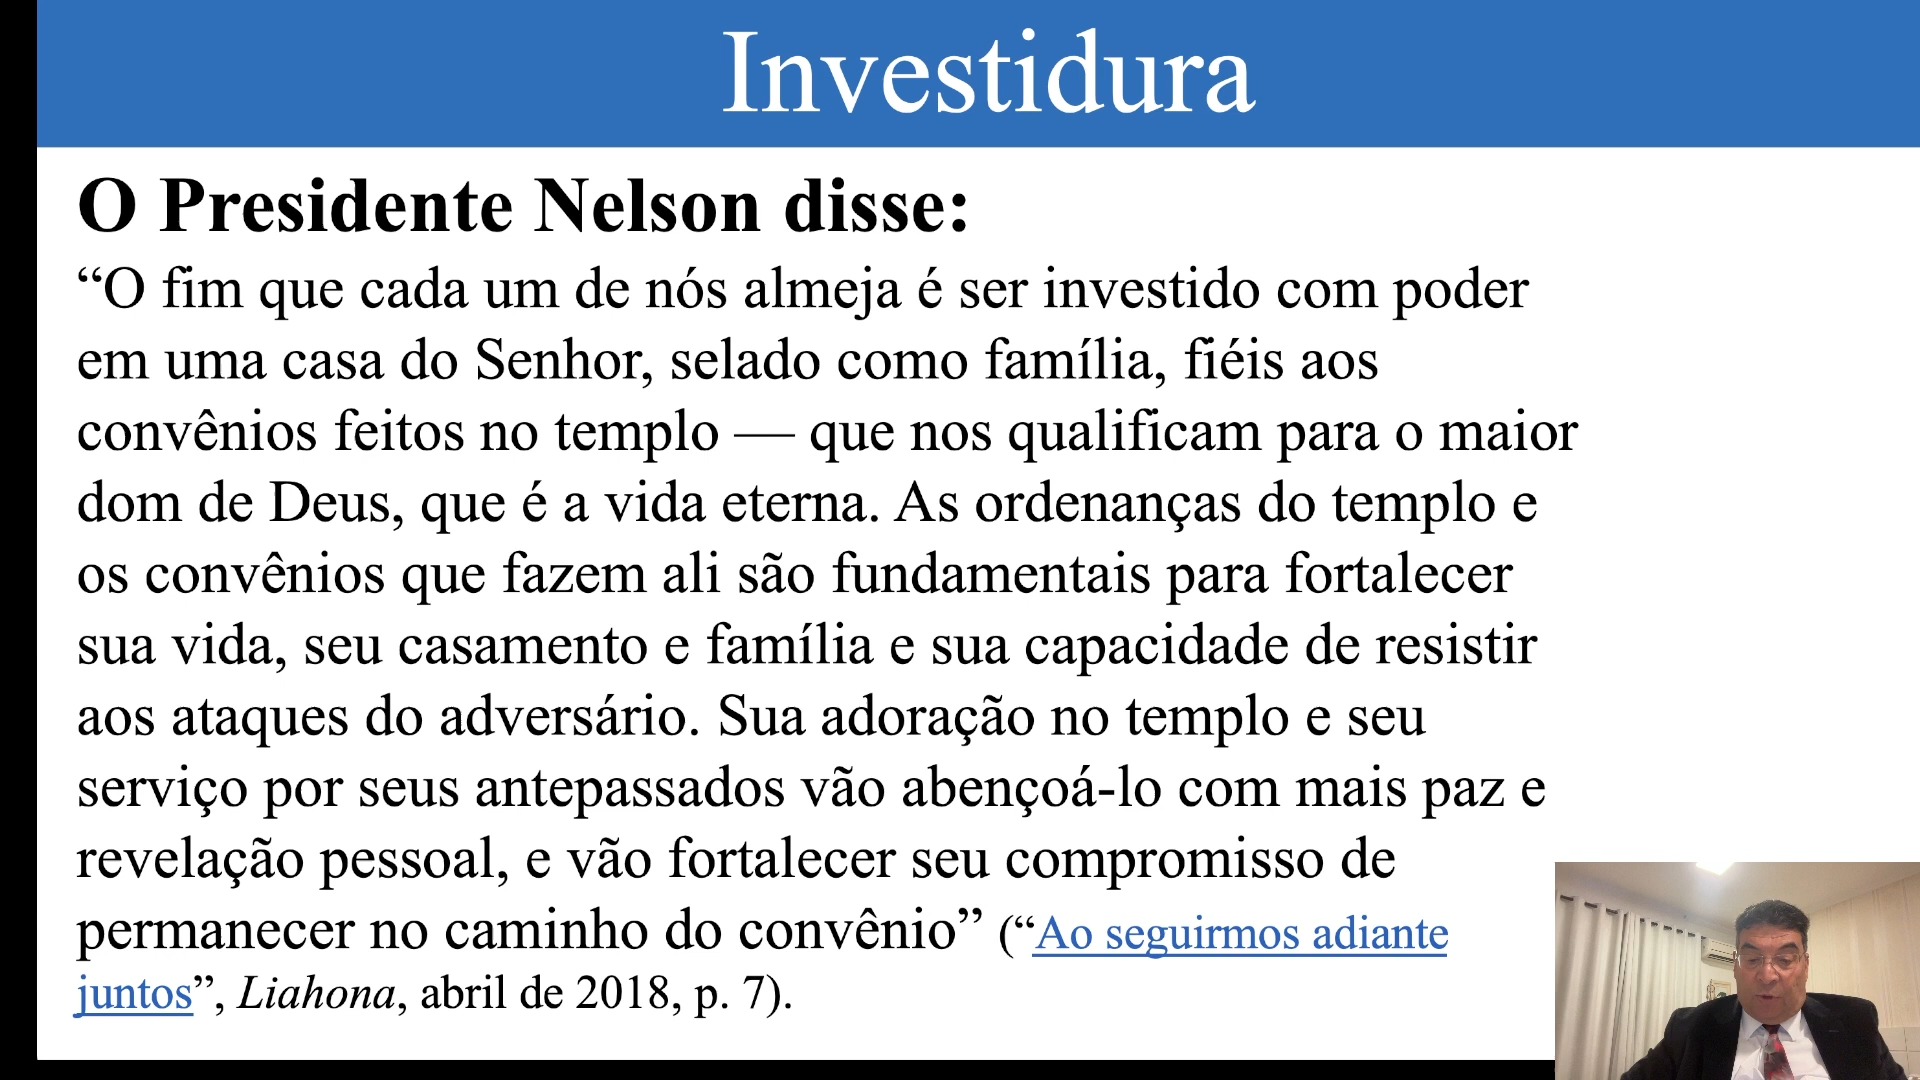 Investidura
O Presidente Nelson disse:
“O fim que cada um de nós almeja é ser investido com poder
em uma casa do Senhor, selado como família, fiéis aos
convênios feitos no templo — que nos qualificam para o maior
dom de Deus, que é a vida eterna. As ordenanças do templo e
os convênios que fazem ali são fundamentais para fortalecer
sua vida, seu casamento e família e sua capacidade de resistir
aos ataques do adversário. Sua adoração no templo e seu
serviço por seus antepassados vão abençoá-lo com mais paz e
revelação pessoal, e vão fortalecer seu compromisso de
permanecer no caminho do convênio” (“Ao seguirmos adiante
juntos”, Liahona, abril de 2018, p. 7).